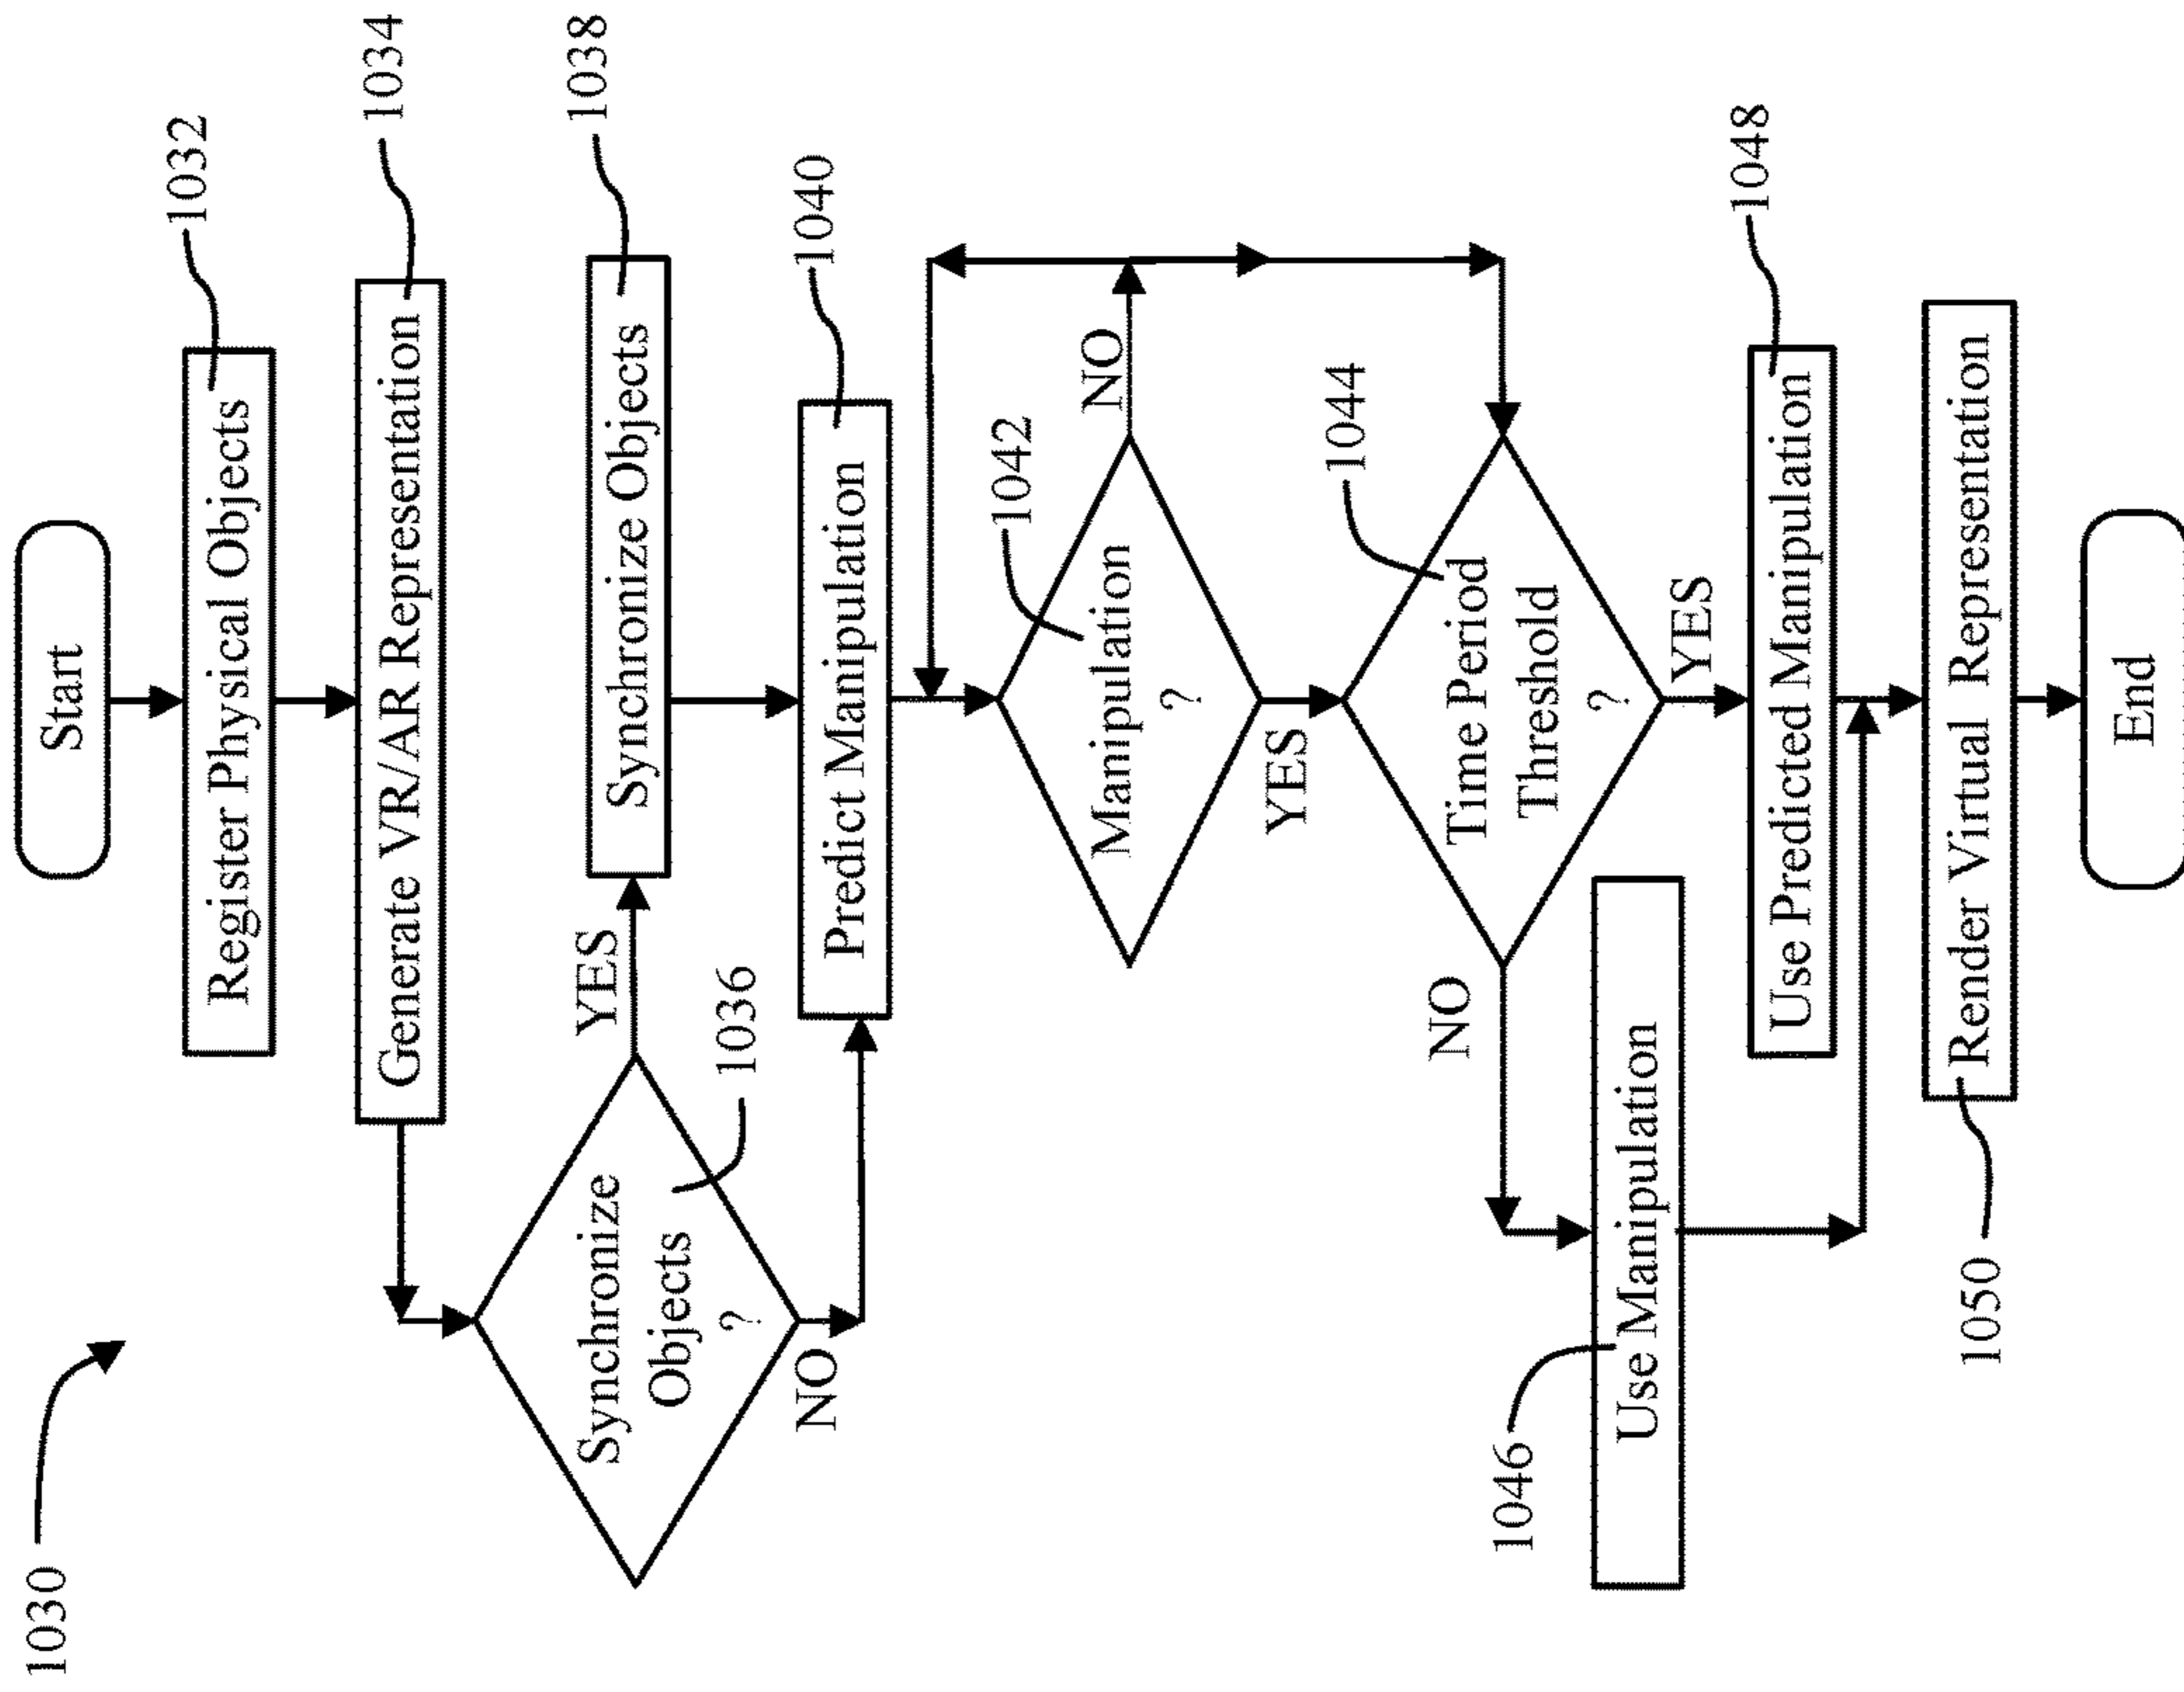 1030
Start
Register Physical Objects
1032
Generate VR/AR Representation
1034
Synchronize
Objects
?
1036
YES
NO
Synchronize Objects
1038
Predict Manipulation
1040
Manipulation
?
1042
NO
YES
Time Period
Threshold
?
1044
NO
YES
Use Manipulation
1046
Use Predicted Manipulation
1048
Render Virtual Representation
1050
End